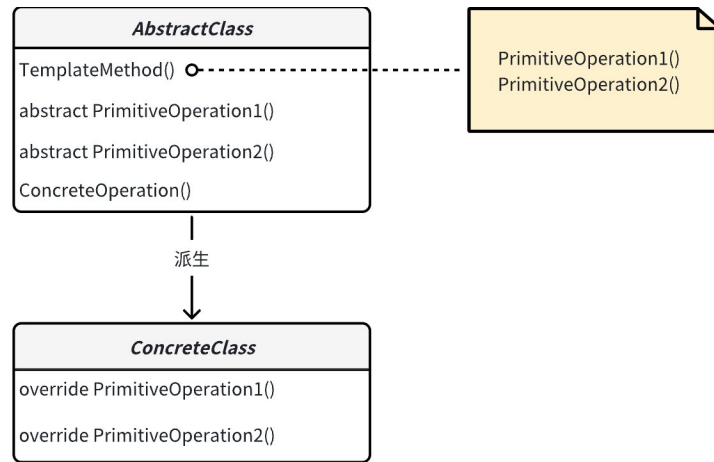 AbstractClass
TemplateMethod()
PrimitiveOperation1()
PrimitiveOperation2()
abstract PrimitiveOperation1()
abstract PrimitiveOperation2()
ConcreteOperation()
派生
ConcreteClass
override PrimitiveOperation1()
override PrimitiveOperation2()